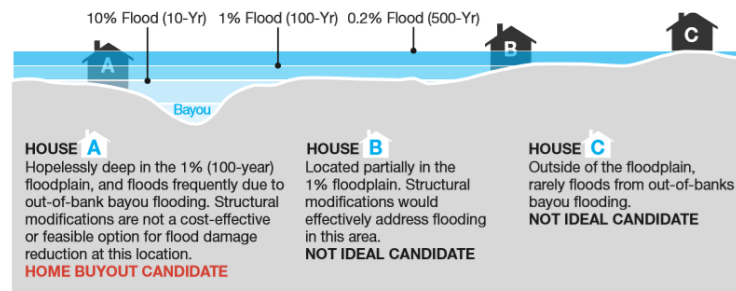 10% Flood (10-Yr) 1% Flood (100-Yr) 0.2% Flood (500-Yr)
A
B
C
Bayou
HOUSE A
Hopelessly deep in the 1% (100-year)
floodplain, and floods frequently due to
out-of-bank bayou flooding. Structural
modifications are not a cost-effective
or feasible option for flood damage
reduction at this location.
HOME BUYOUT CANDIDATE
HOUSE B
Located partially in the
1% floodplain. Structural
modifications would
effectively address flooding
in this area.
NOT IDEAL CANDIDATE
HOUSE C
Outside of the floodplain,
rarely floods from out-of-banks
bayou flooding.
NOT IDEAL CANDIDATE